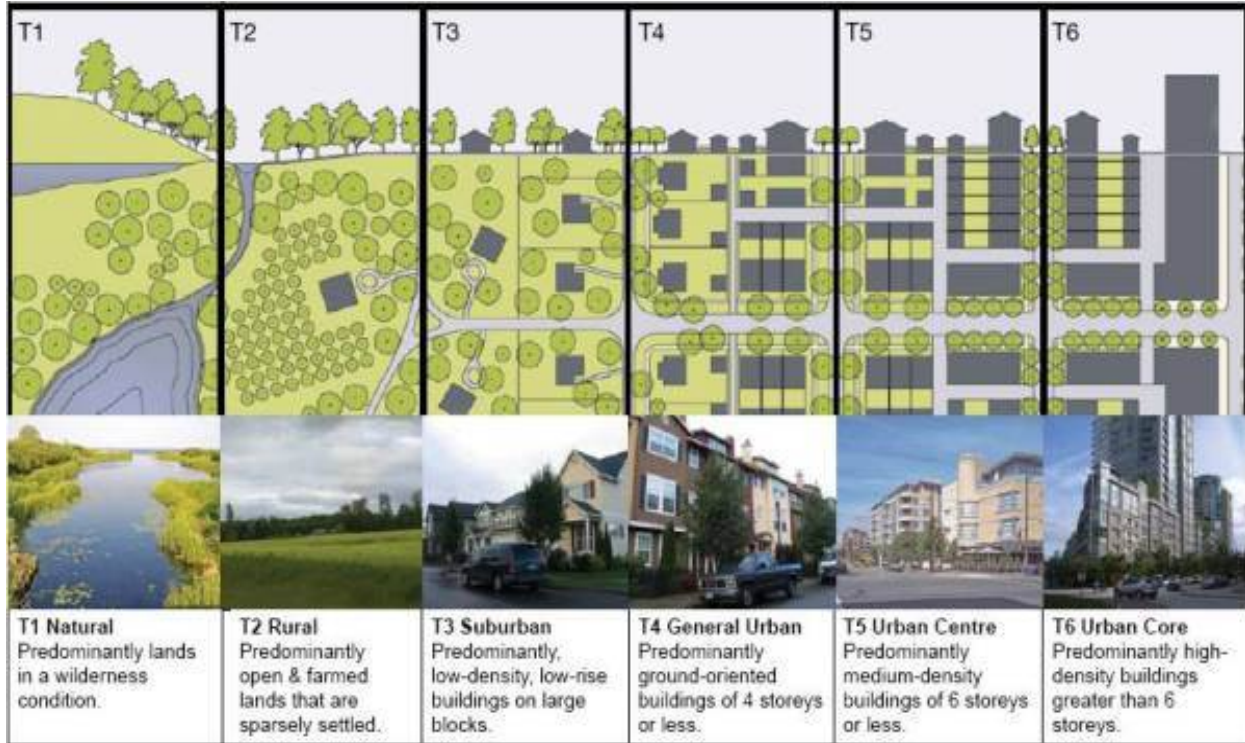 T1
T2
T3
T4
T5
T6
T1 Natural
Predominantly lands
in a wilderness
condition.
T2 Rural
Predominantly
open & farmed
lands that are
sparsely settled.
T3 Suburban
Predominantly,
low-density, low-rise
buildings on large
blocks.
T4 General Urban
Predominantly
ground-oriented
buildings of 4 storeys
or less.
T5 Urban Centre
Predominantly
medium-density
buildings of 6 storeys
or less.
T6 Urban Core
Predominantly high-
density buildings
greater than 6
storeys.